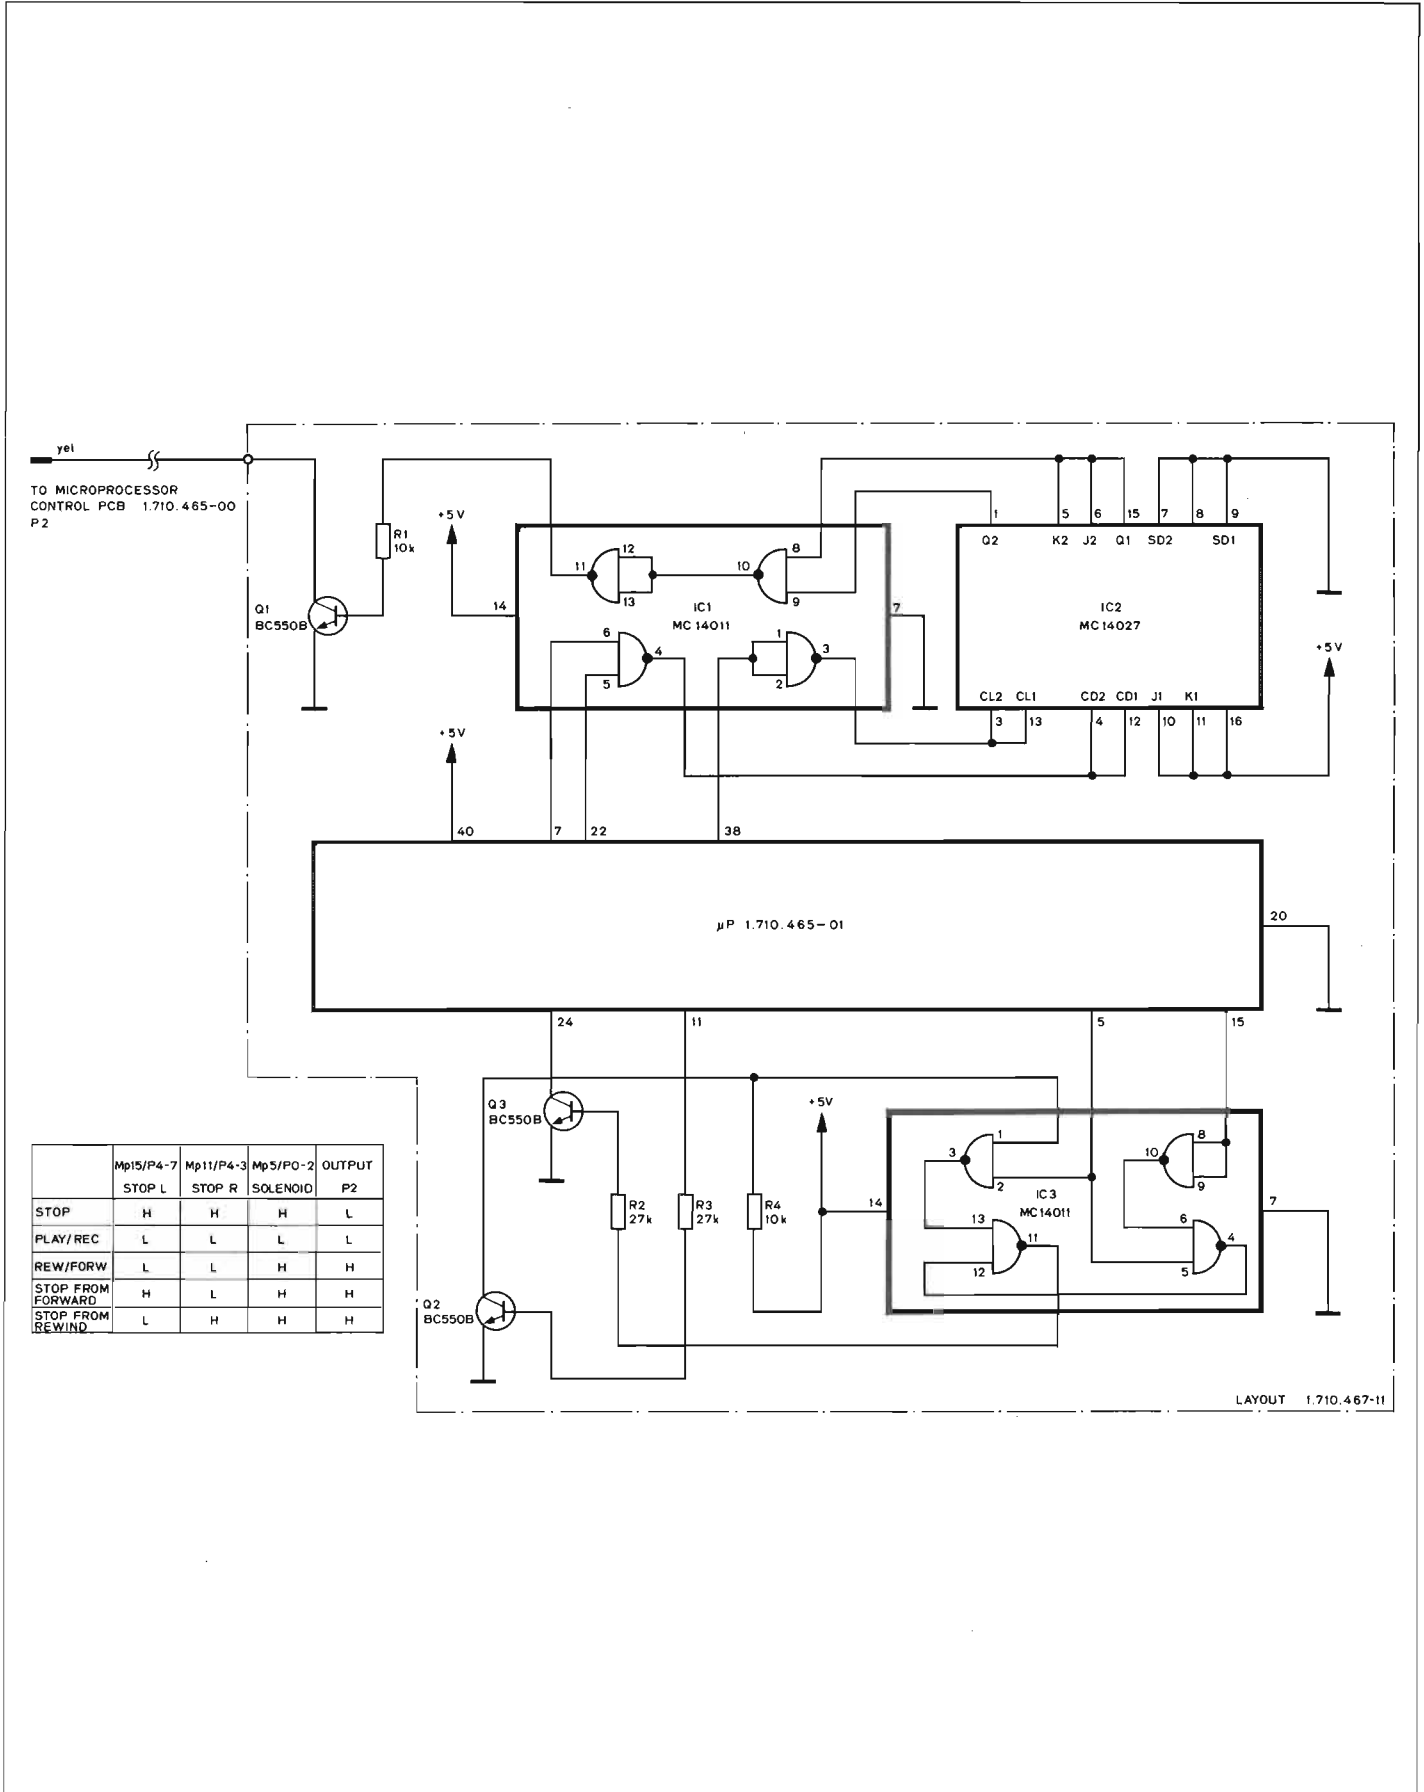 yel
TO MICROPROCESSOR
CONTROL PCB 1.710.465-00
P2
+5V
R1
10k
Q1
BC550B
14
11
12
13
10
8
9
IC1
MC14011
7
6
5
4
1
2
3
1
5
6
15
7
8
9
Q2
K2
J2
Q1
SD2
SD1
IC2
MC14027
+5V
CL2
CL1
CD2
CD1
J1
K1
3
13
4
12
10
11
16
+5V
40
7
22
38
µP 1.710.465-01
20
24
11
5
15
Q3
BC550B
+5V
1
3
2
8
10
9
R2
27k
R3
27k
R4
10k
14
IC3
MC14011
7
13
11
12
6
4
5
Q2
BC550B
Mp15/P4-7 Mp11/P4-3 Mp5/P0-2 OUTPUT
STOP L STOP R SOLENOID P2
STOP H H H L
PLAY/REC L L L L
REW/FORW L L H H
STOP FROM
FORWARD H L H H
STOP FROM
REWIND L H H H
LAYOUT 1.710.467-11